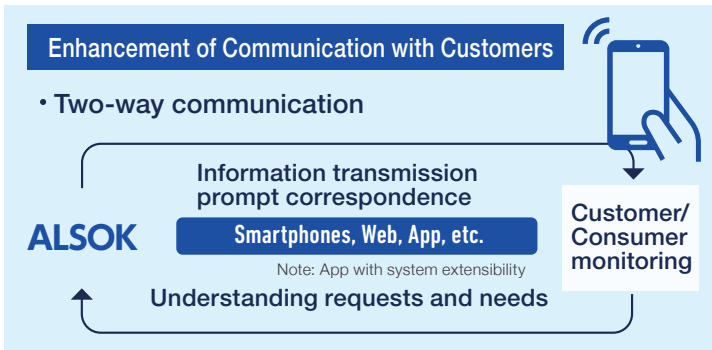 Enhancement of Communication with Customers
・Two-way communication
Information transmission
prompt correspondence
ALSOK
Smartphones, Web, App, etc.
Note: App with system extensibility
Understanding requests and needs
Customer/
Consumer
monitoring